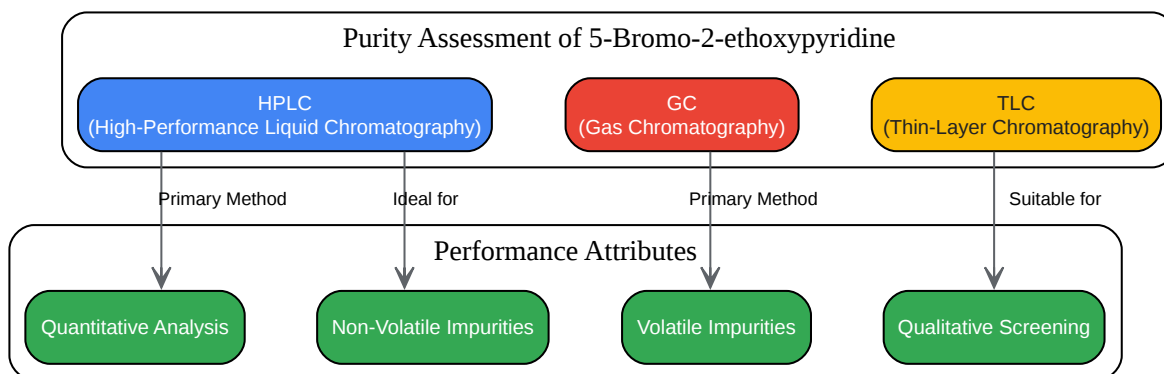 Purity Assessment of 5-Bromo-2-ethoxypyridine
HPLC
(High-Performance Liquid Chromatography)
GC
(Gas Chromatography)
TLC
(Thin-Layer Chromatography)
Primary Method
Ideal for
Primary Method
Suitable for
Performance Attributes
Quantitative Analysis
Non-Volatile Impurities
Volatile Impurities
Qualitative Screening